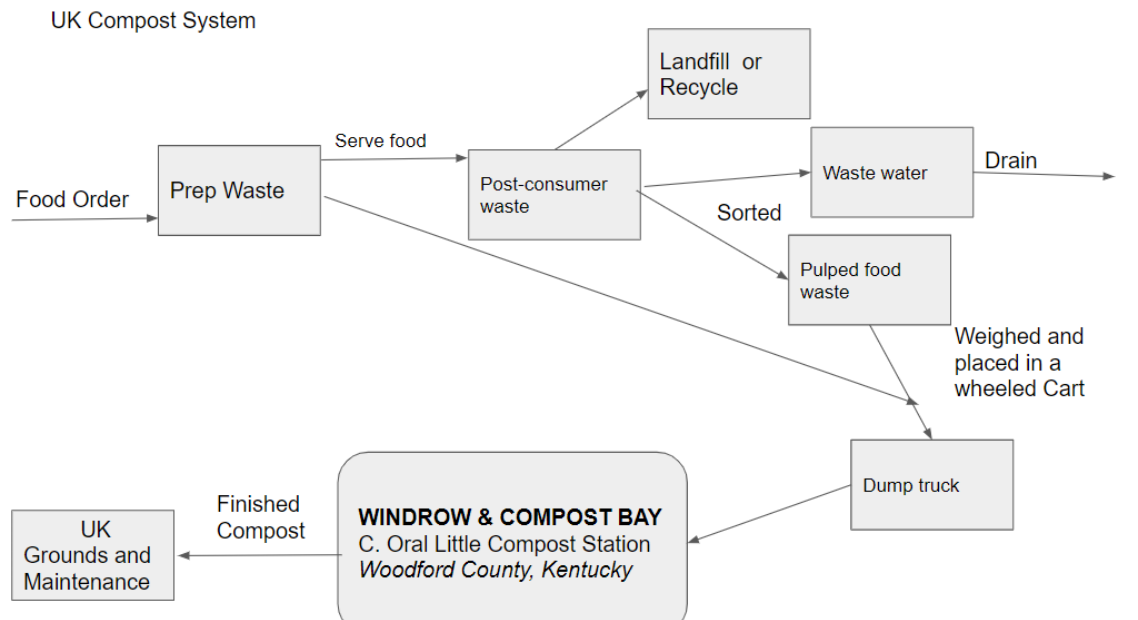 UK Compost System
Landfill or
Recycle
Serve food
Food Order
Prep Waste
Post-consumer
waste
Waste water
Drain
Sorted
Pulped food
waste
Weighed and
placed in a
wheeled Cart
Dump truck
WINDROW & COMPOST BAY
C. Oral Little Compost Station
Woodford County, Kentucky
Finished
Compost
UK
Grounds and
Maintenance